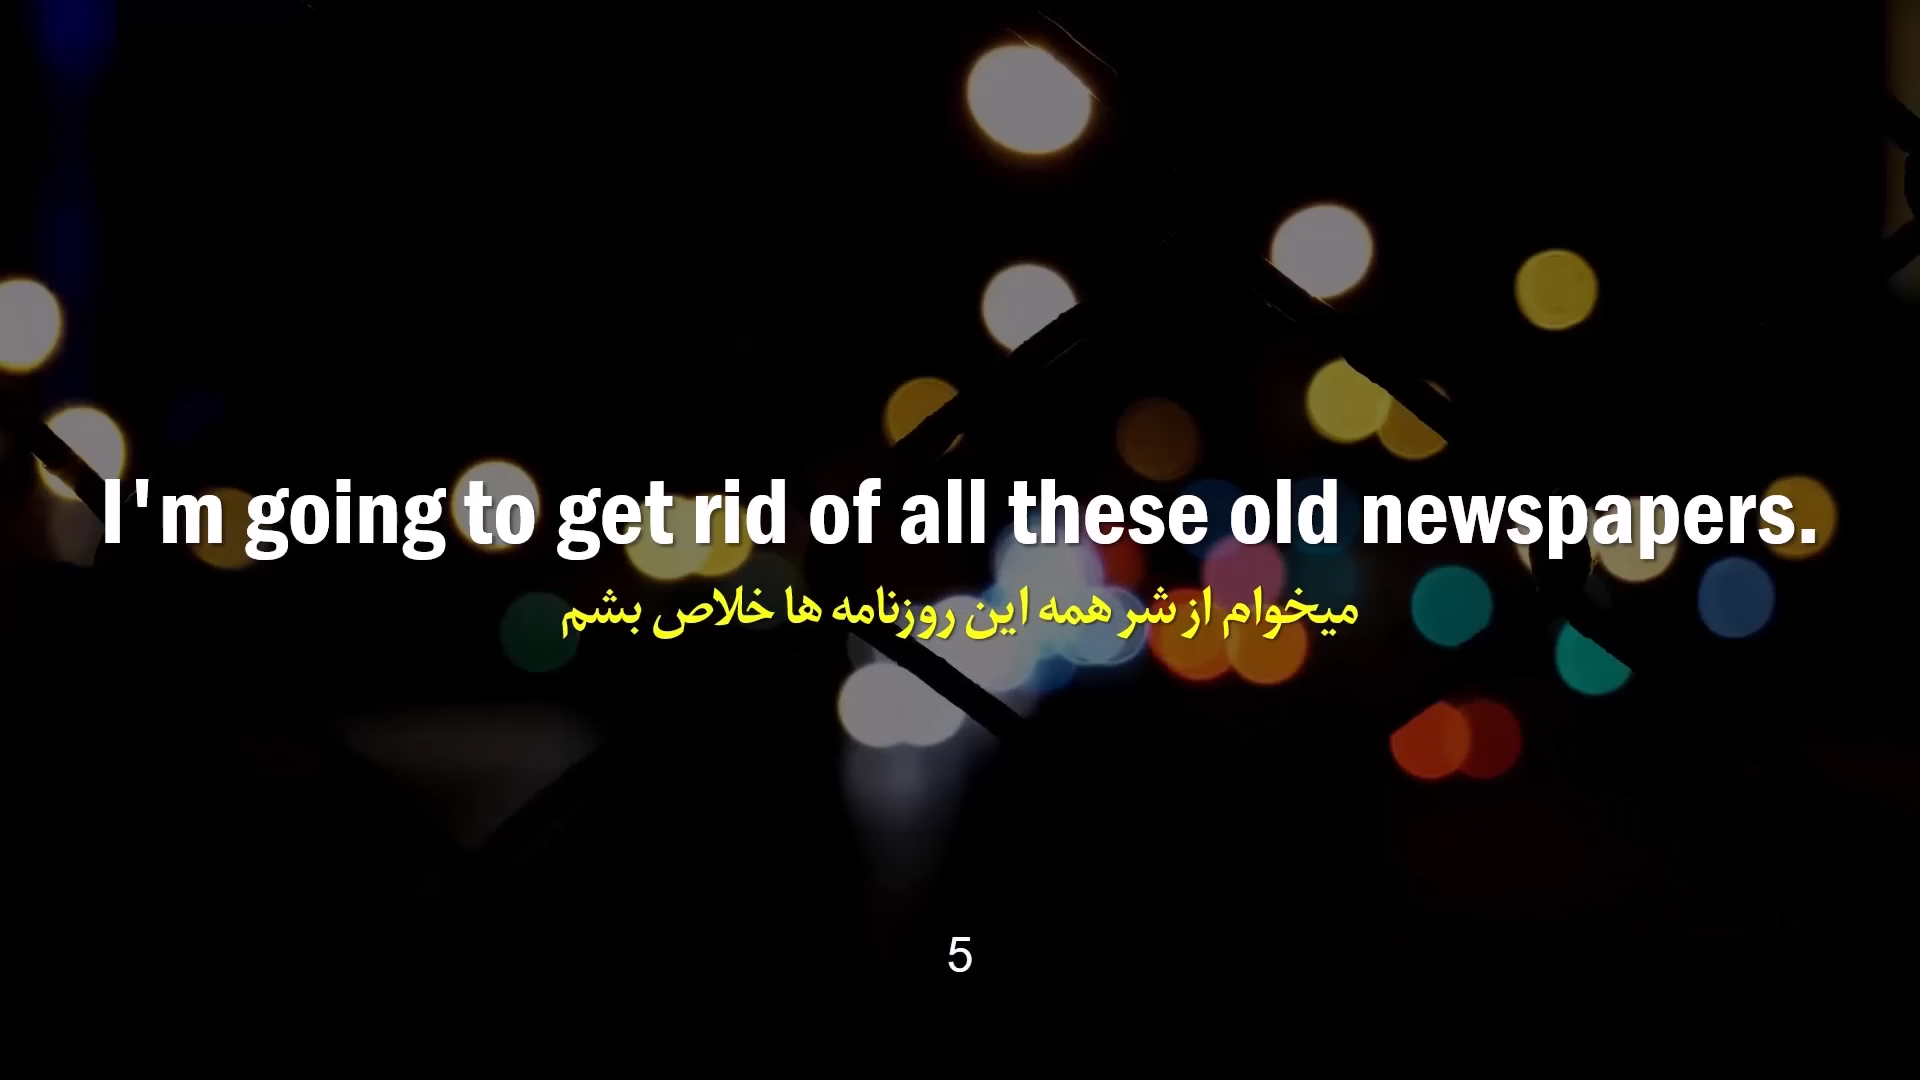 I'm going to get rid of all these old newspapers.
میخوام از شر همه این روزنامه ها خلاص بشم
5